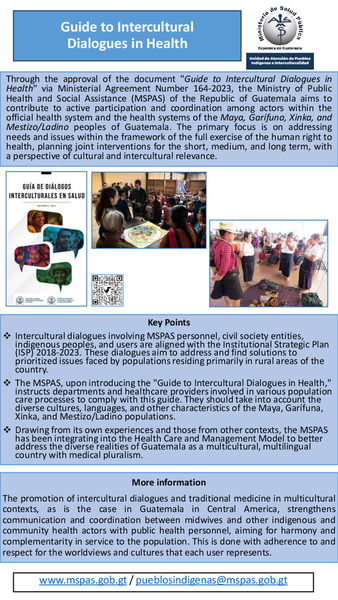 Guide to Intercultural
Dialogues in Health
Ministerio de Salud Pública
República de Guatemala
Unidad de Atención de Pueblos
Indígenas e Interculturalidad
Through the approval of the document "Guide to Intercultural Dialogues in
Health" via Ministerial Agreement Number 164-2023, the Ministry of Public
Health and Social Assistance (MSPAS) of the Republic of Guatemala aims to
contribute to active participation and coordination among actors within the
official health system and the health systems of the Maya, Garífuna, Xinka, and
Mestizo/Ladino peoples of Guatemala. The primary focus is on addressing
needs and issues within the framework of the full exercise of the human right to
health, planning joint interventions for the short, medium, and long term, with
a perspective of cultural and intercultural relevance.
GUÍA DE DIÁLOGOS
INTERCULTURALES EN SALUD
Key Points
❖ Intercultural dialogues involving MSPAS personnel, civil society entities,
indigenous peoples, and users are aligned with the Institutional Strategic Plan
(ISP) 2018-2023. These dialogues aim to address and find solutions to
prioritized issues faced by populations residing primarily in rural areas of the
country.
❖ The MSPAS, upon introducing the "Guide to Intercultural Dialogues in Health,"
instructs departments and healthcare providers involved in various population
care processes to comply with this guide. They should take into account the
diverse cultures, languages, and other characteristics of the Maya, Garífuna,
Xinka, and Mestizo/Ladino populations.
❖ Drawing from its own experiences and those from other contexts, the MSPAS
has been integrating into the Health Care and Management Model to better
address the diverse realities of Guatemala as a multicultural, multilingual
country with medical pluralism.
More information
The promotion of intercultural dialogues and traditional medicine in multicultural
contexts, as is the case in Guatemala in Central America, strengthens
communication and coordination between midwives and other indigenous and
community health actors with public health personnel, aiming for harmony and
complementarity in service to the population. This is done with adherence to and
respect for the worldviews and cultures that each user represents.
www.mspas.gob.gt / pueblosindigenas@mspas.gob.gt